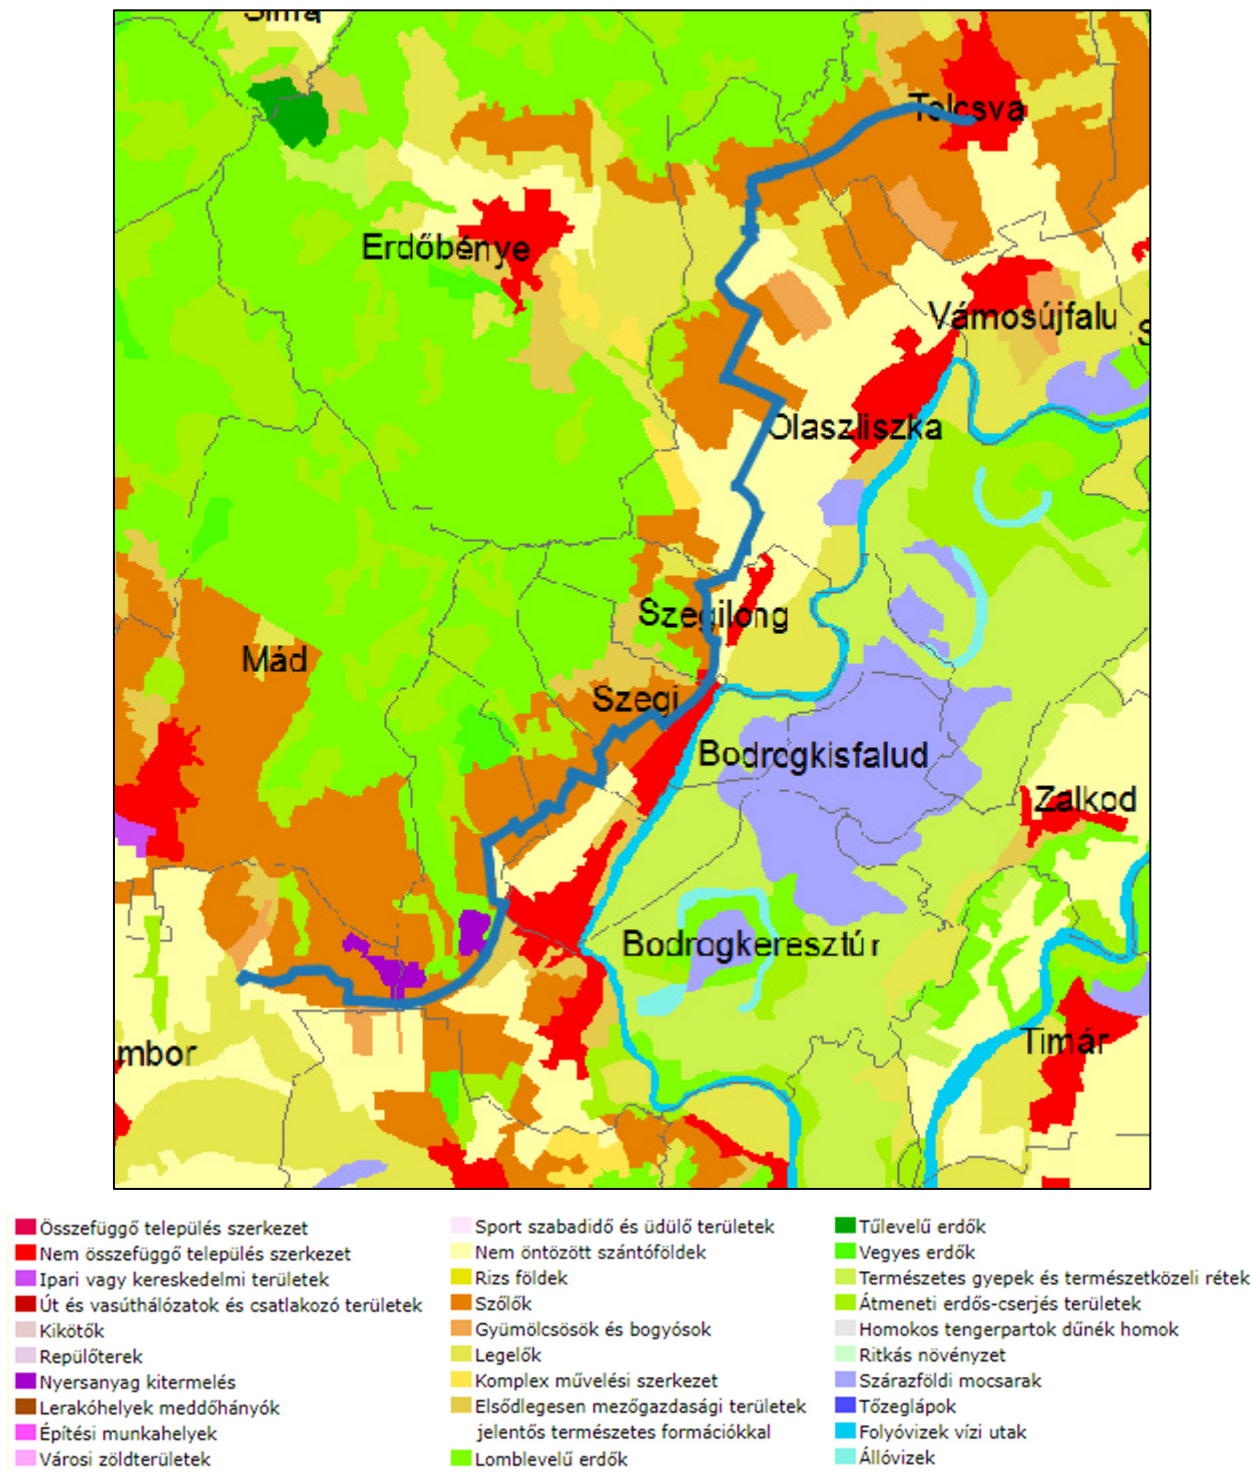 Sima
Tolcsva
Erdőbénye
Vámosújfalu
Olaszliszka
Szegilong
Mád
Szegi
Bodrogkisfalud
Zalkod
Bodrogkeresztúr
Timár
mbor
Összefüggő település szerkezet
Nem összefüggő település szerkezet
Ipari vagy kereskedelmi területek
Út és vasúthálózatok és csatlakozó területek
Kikötők
Repülőterek
Nyersanyag kitermelés
Lerakóhelyek meddőhányók
Építési munkahelyek
Városi zöldterületek
Sport szabadidő és üdülő területek
Nem öntözött szántóföldek
Rizs földek
Szőlők
Gyümölcsösök és bogyósok
Legelők
Komplex művelési szerkezet
Elsődlegesen mezőgazdasági területek
jelentős természetes formációkkal
Lomblevelű erdők
Tűlevelű erdők
Vegyes erdők
Természetes gyepek és természetközeli rétek
Átmeneti erdős-cserjés területek
Homokos tengerpartok dűnék homok
Ritkás növényzet
Szárazföldi mocsarak
Tőzeglápok
Folyóvizek vízi utak
Állóvizek